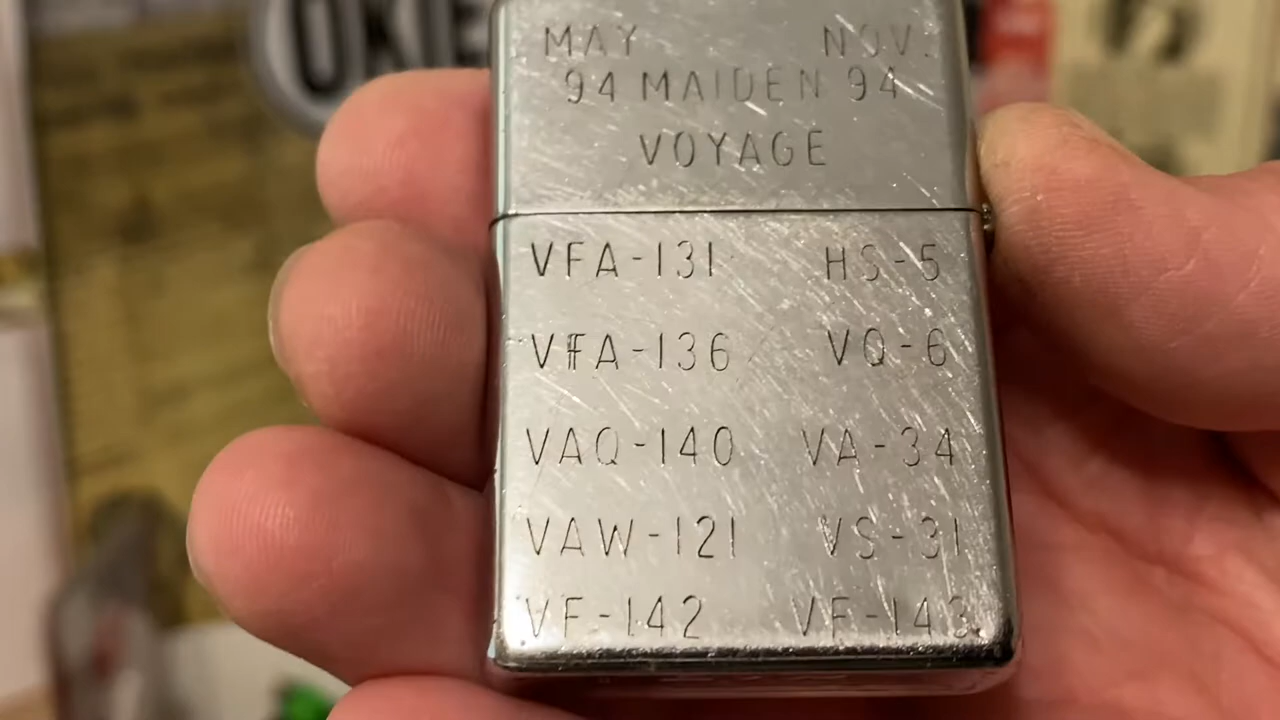 OKIE
MAY NOV.
94 MAIDEN 94
VOYAGE
VFA-131 HS-5
VFA-136 VQ-6
VAQ-140 VA-34
VAW-121 VS-31
VF-142 VF-143